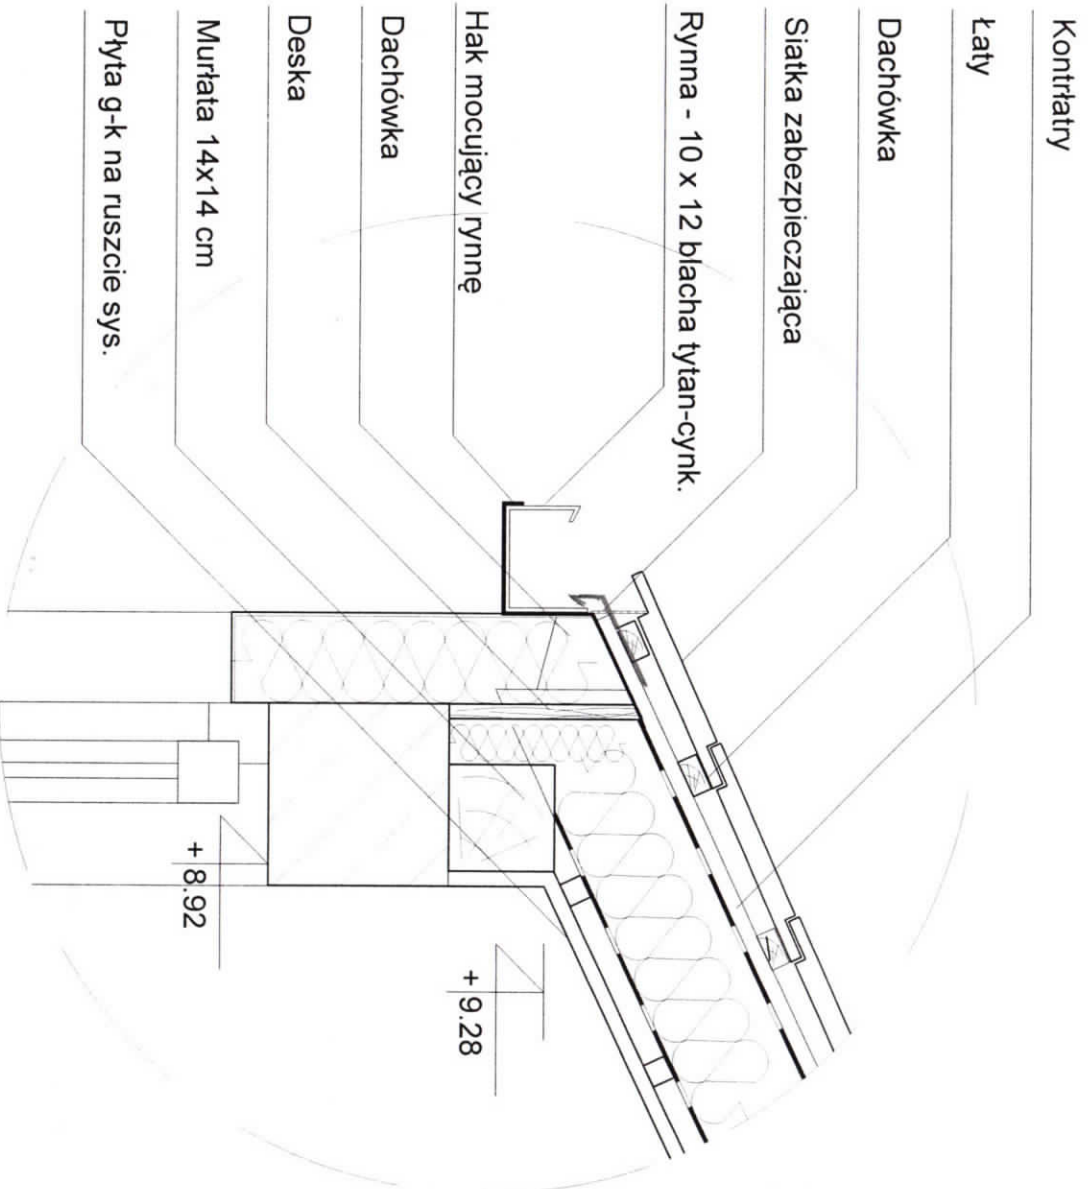 Kontrłatry
Łaty
Dachówka
Siatka zabezpieczająca
Rynna - 10 x 12 blacha tytan-cynk.
Hak mocujący rynnę
Dachówka
Deska
Murłata 14x14 cm
Płyta g-k na ruszcie sys.
+ 9.28
+ 8.92